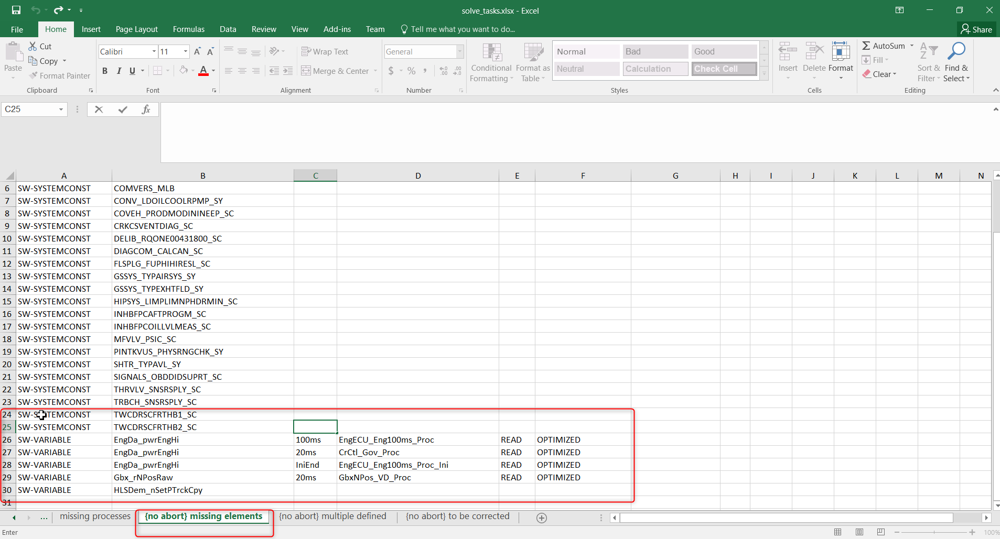 solve_tasks.xlsx - Excel
File Home Insert Page Layout Formulas Data Review View Add-ins Team Tell me what you want to do... Share
Paste
Cut
Copy
Format Painter
Clipboard
Calibri 11 A A
B I U A
Font
Wrap Text
Merge & Center
Alignment
General
$ % , .0 .00 .00 .0
Number
Conditional Formatting
Format as Table
Normal Bad Good
Neutral Calculation Check Cell
Styles
Insert Delete Format
Cells
AutoSum
Fill
Clear
Sort & Filter
Find & Select
Editing
C25 fx
A B C D E F G H I J K L M N
6 SW-SYSTEMCONST COMVERS_MLB
7 SW-SYSTEMCONST CONV_LDOILCOOLRPMP_SY
8 SW-SYSTEMCONST COVEH_PRODMODINEEP_SC
9 SW-SYSTEMCONST CRKCSVENTDIAG_SC
10 SW-SYSTEMCONST DELIB_RQONE00431800_SC
11 SW-SYSTEMCONST DIAGCOM_CALCAN_SC
12 SW-SYSTEMCONST FLSPLG_FUPHIHIRESL_SC
13 SW-SYSTEMCONST GSSYS_TYPAIRSYS_SY
14 SW-SYSTEMCONST GSSYS_TYPEXHTFLD_SY
15 SW-SYSTEMCONST HIPSYS_LIMPLIMNPHDRMIN_SC
16 SW-SYSTEMCONST INHBFPCAFTPROGM_SC
17 SW-SYSTEMCONST INHBFPCOILLVLMEAS_SC
18 SW-SYSTEMCONST MFVLV_PSIC_SC
19 SW-SYSTEMCONST PINTKVUS_PHYSRNGCHK_SY
20 SW-SYSTEMCONST SHTR_TYPAVL_SY
21 SW-SYSTEMCONST SIGNALS_OBDDIDSUPRT_SC
22 SW-SYSTEMCONST THRVLV_SNSRSPLY_SC
23 SW-SYSTEMCONST TRBCH_SNSRSPLY_SC
24 SW-SYSTEMCONST TWCDRSCFRTHB1_SC
25 SW-SYSTEMCONST TWCDRSCFRTHB2_SC
26 SW-VARIABLE EngDa_pwrEngHi 100ms EngECU_Eng100ms_Proc READ OPTIMIZED
27 SW-VARIABLE EngDa_pwrEngHi 20ms CrCtl_Gov_Proc READ OPTIMIZED
28 SW-VARIABLE EngDa_pwrEngHi IniEnd EngECU_Eng100ms_Proc_Ini READ OPTIMIZED
29 SW-VARIABLE Gbx_rNPosRaw 20ms GbxNPos_VD_Proc READ OPTIMIZED
30 SW-VARIABLE HLSDem_nSetPTrckCpy
31
... missing processes {no abort} missing elements {no abort} multiple defined {no abort} to be corrected
Enter 100%